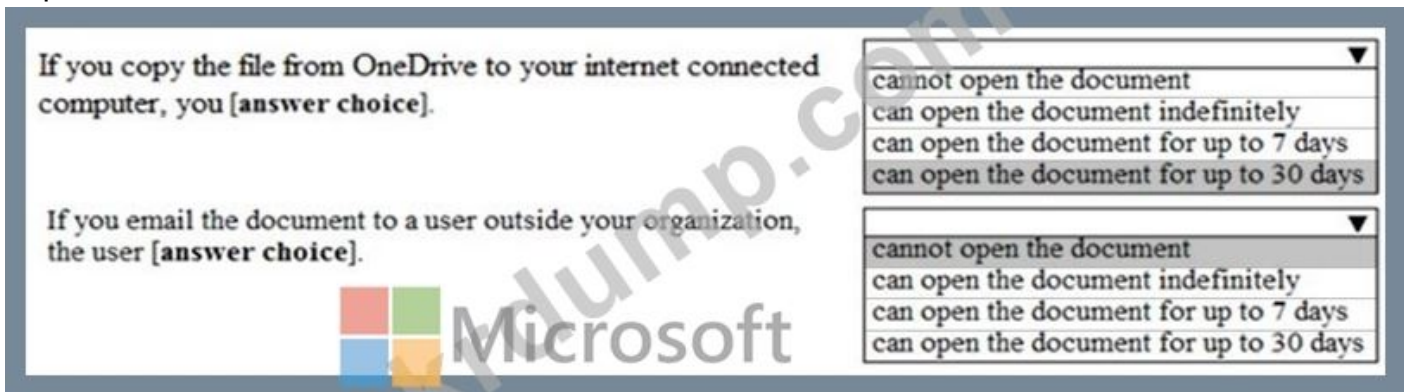 If you copy the file from OneDrive to your internet connected
computer, you [answer choice].
cannot open the document
can open the document indefinitely
can open the document for up to 7 days
can open the document for up to 30 days
If you email the document to a user outside your organization,
the user [answer choice].
cannot open the document
can open the document indefinitely
can open the document for up to 7 days
can open the document for up to 30 days
Microsoft
krdump.com